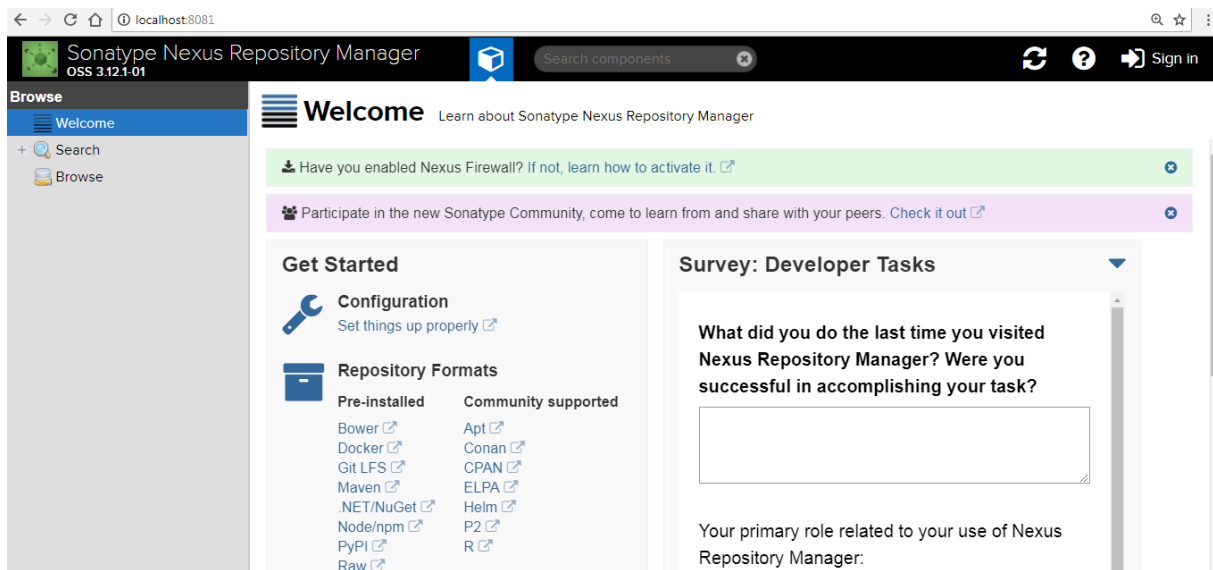 localhost:8081
Sonatype Nexus Repository Manager
OSS 3.12.1-01
Search components
Sign in
Browse
Welcome
Search
Browse
Welcome Learn about Sonatype Nexus Repository Manager
Have you enabled Nexus Firewall? If not, learn how to activate it.
Participate in the new Sonatype Community, come to learn from and share with your peers. Check it out
Get Started
Configuration
Set things up properly
Repository Formats
Pre-installed Community supported
Bower Apt
Docker Conan
Git LFS CPAN
Maven ELPA
.NET/NuGet Helm
Node/npm P2
PyPI R
Raw
Survey: Developer Tasks
What did you do the last time you visited
Nexus Repository Manager? Were you
successful in accomplishing your task?
Your primary role related to your use of Nexus
Repository Manager: